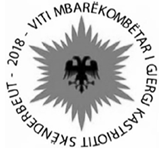 2018 - VITI MBARËKOMBËTAR I GJERGJ KASTRIOTIT SKËNDERBEUT -